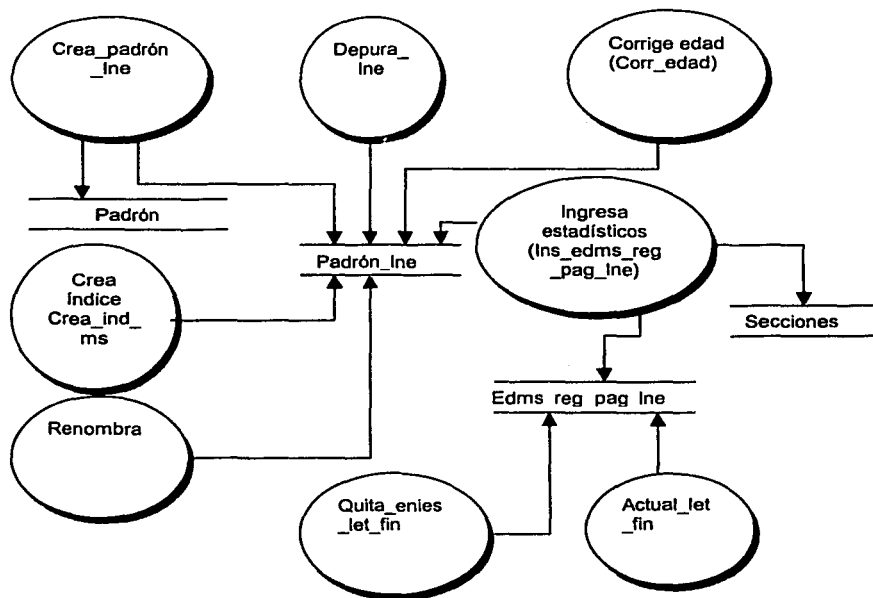 Crea_padrón
_lne
Depura_
lne
Corrige edad
(Corr_edad)
Padrón
Ingresa
estadísticos
(Ins_edms_reg
_pag_lne)
Padrón_lne
Crea
índice
Crea_ind_
ms
Secciones
Edms reg pag lne
Renombra
Quita_enies
_let_fin
Actual_let
_fin